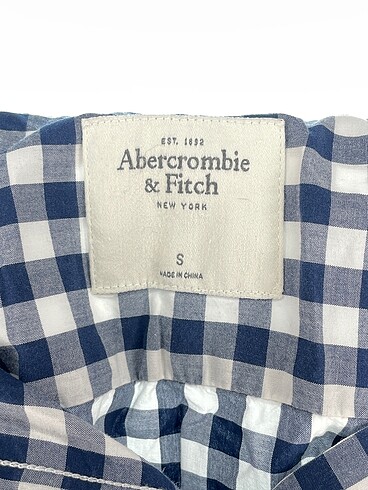 EST. 1892
Abercrombie
& Fitch
NEW YORK
S
MADE IN CHINA